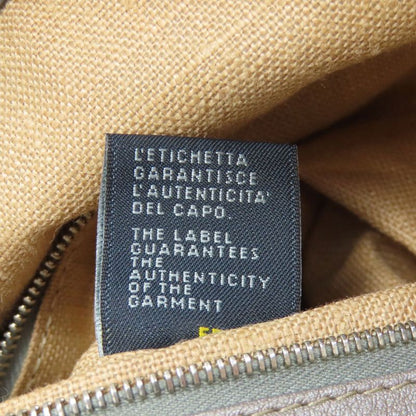 L'ETICHETTA
GARANTISCE
L'AUTENTICITA'
DEL CAPO.
THE LABEL
GUARANTEES
THE
AUTHENTICITY
OF THE
GARMENT